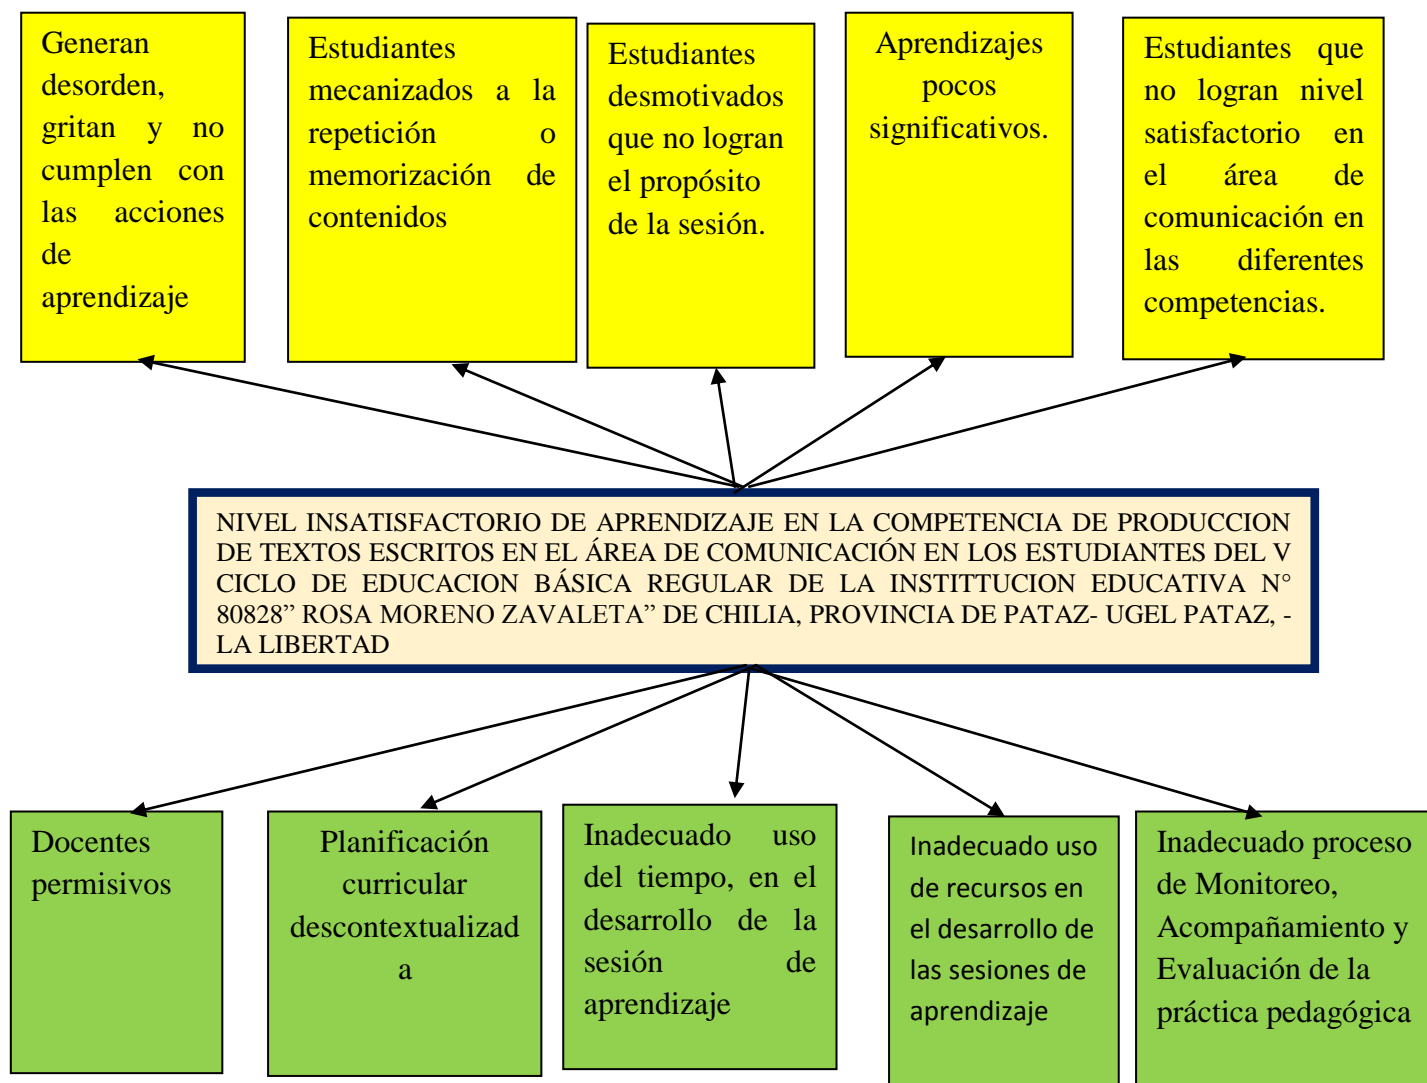 Generan
desorden,
gritan y no
cumplen con
las acciones
de
aprendizaje
Estudiantes
mecanizados a la
repetición o
memorización de
contenidos
Estudiantes
desmotivados
que no logran
el propósito
de la sesión.
Aprendizajes
pocos
significativos.
Estudiantes que
no logran nivel
satisfactorio en
el área de
comunicación en
las diferentes
competencias.
NIVEL INSATISFACTORIO DE APRENDIZAJE EN LA COMPETENCIA DE PRODUCCION
DE TEXTOS ESCRITOS EN EL ÁREA DE COMUNICACIÓN EN LOS ESTUDIANTES DEL V
CICLO DE EDUCACION BÁSICA REGULAR DE LA INSTITTUCION EDUCATIVA N°
80828” ROSA MORENO ZAVALETA” DE CHILIA, PROVINCIA DE PATAZ- UGEL PATAZ, -
LA LIBERTAD
Docentes
permisivos
Planificación
curricular
descontextualizad
a
Inadecuado uso
del tiempo, en el
desarrollo de la
sesión de
aprendizaje
Inadecuado uso
de recursos en
el desarrollo de
las sesiones de
aprendizaje
Inadecuado proceso
de Monitoreo,
Acompañamiento y
Evaluación de la
práctica pedagógica